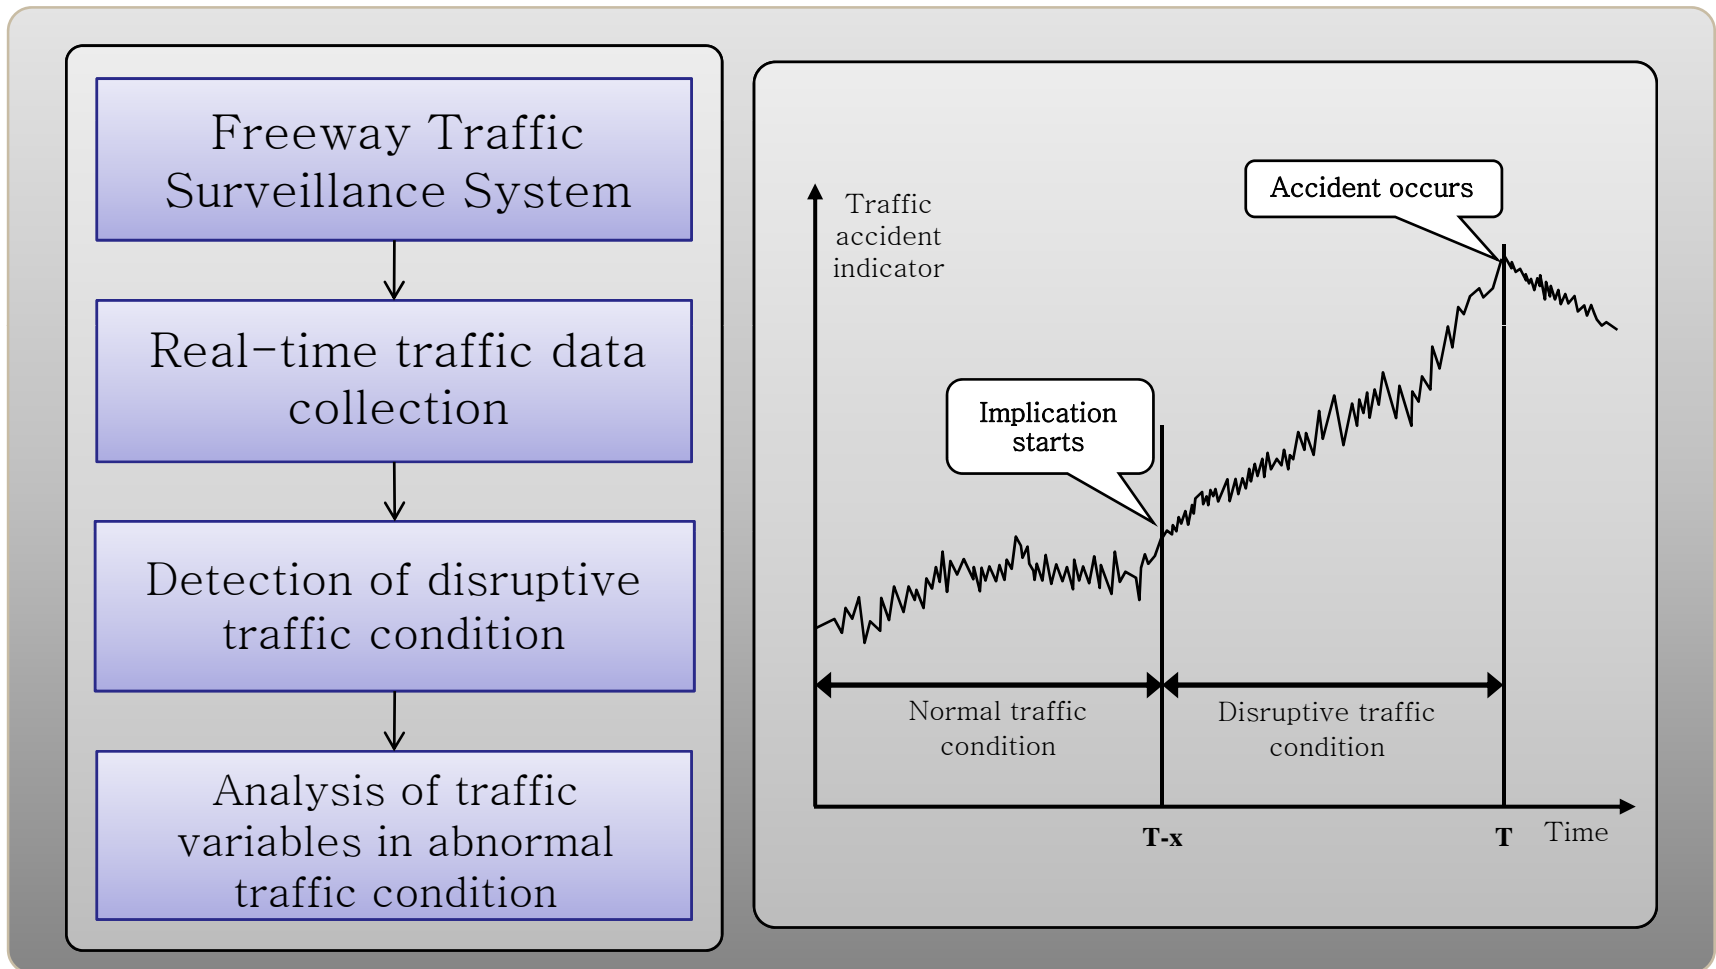 Freeway Traffic
Surveillance System
Real-time traffic data
collection
Detection of disruptive
traffic condition
Analysis of traffic
variables in abnormal
traffic condition
Traffic
accident
indicator
Accident occurs
Implication
starts
Normal traffic
condition
Disruptive traffic
condition
T-x
T
Time